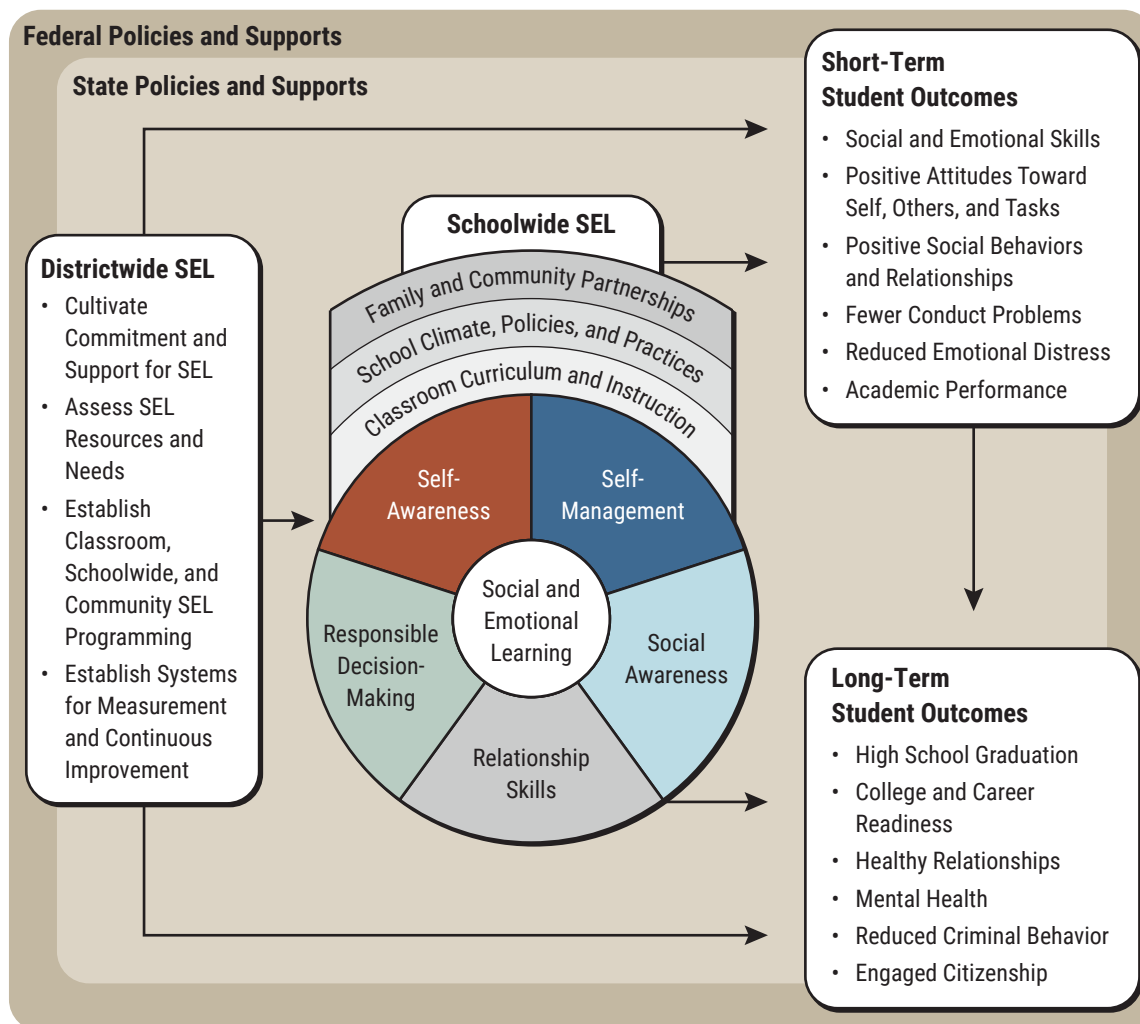 Federal Policies and Supports
State Policies and Supports
Districtwide SEL
• Cultivate
Commitment and
Support for SEL
• Assess SEL
Resources and
Needs
• Establish
Classroom,
Schoolwide, and
Community SEL
Programming
• Establish Systems
for Measurement
and Continuous
Improvement
Schoolwide SEL
Family and Community Partnerships
School Climate, Policies, and Practices
Classroom Curriculum and Instruction
Self-
Awareness
Self-
Management
Social and
Emotional
Learning
Responsible
Decision-
Making
Social
Awareness
Relationship
Skills
Short-Term
Student Outcomes
• Social and Emotional Skills
• Positive Attitudes Toward
Self, Others, and Tasks
• Positive Social Behaviors
and Relationships
• Fewer Conduct Problems
• Reduced Emotional Distress
• Academic Performance
Long-Term
Student Outcomes
• High School Graduation
• College and Career
Readiness
• Healthy Relationships
• Mental Health
• Reduced Criminal Behavior
• Engaged Citizenship